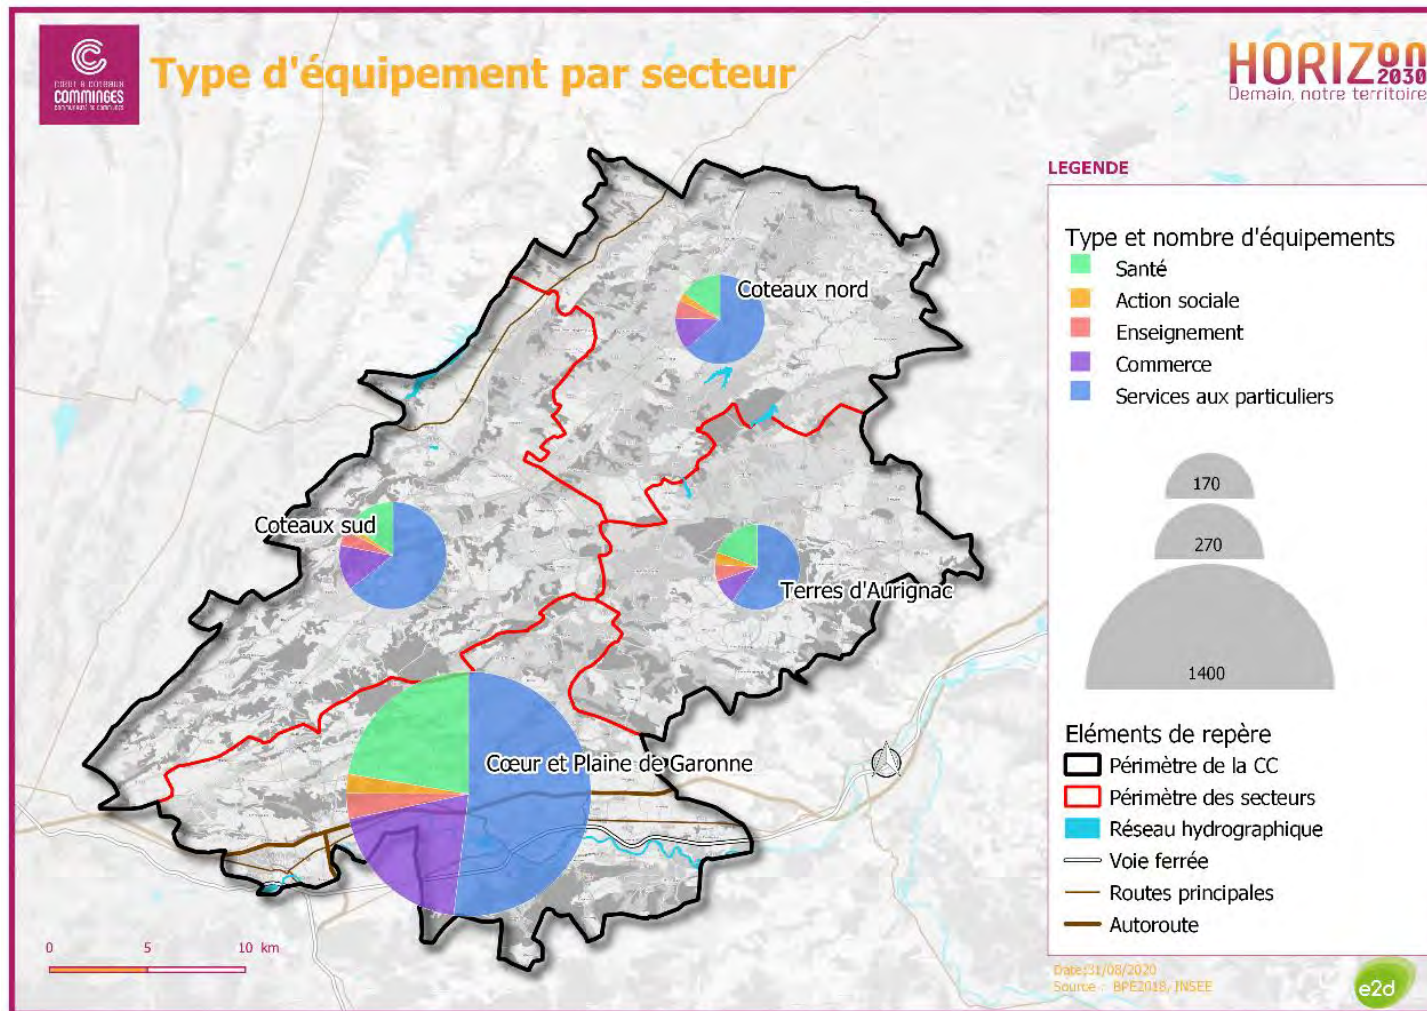 COMMINGES
Type d'équipement par secteur
HORIZON
2030
Demain, notre territoire
LEGENDE
Type et nombre d'équipements
Santé
Action sociale
Enseignement
Commerce
Services aux particuliers
170
270
1400
Eléments de repère
Périmètre de la CC
Périmètre des secteurs
Réseau hydrographique
Voie ferrée
Routes principales
Autoroute
Coteaux nord
Coteaux sud
Terres d'Aurignac
Cœur et Plaine de Garonne
0 5 10 km
Date:31/08/2020
Source : BPE2018, INSEE
e2d